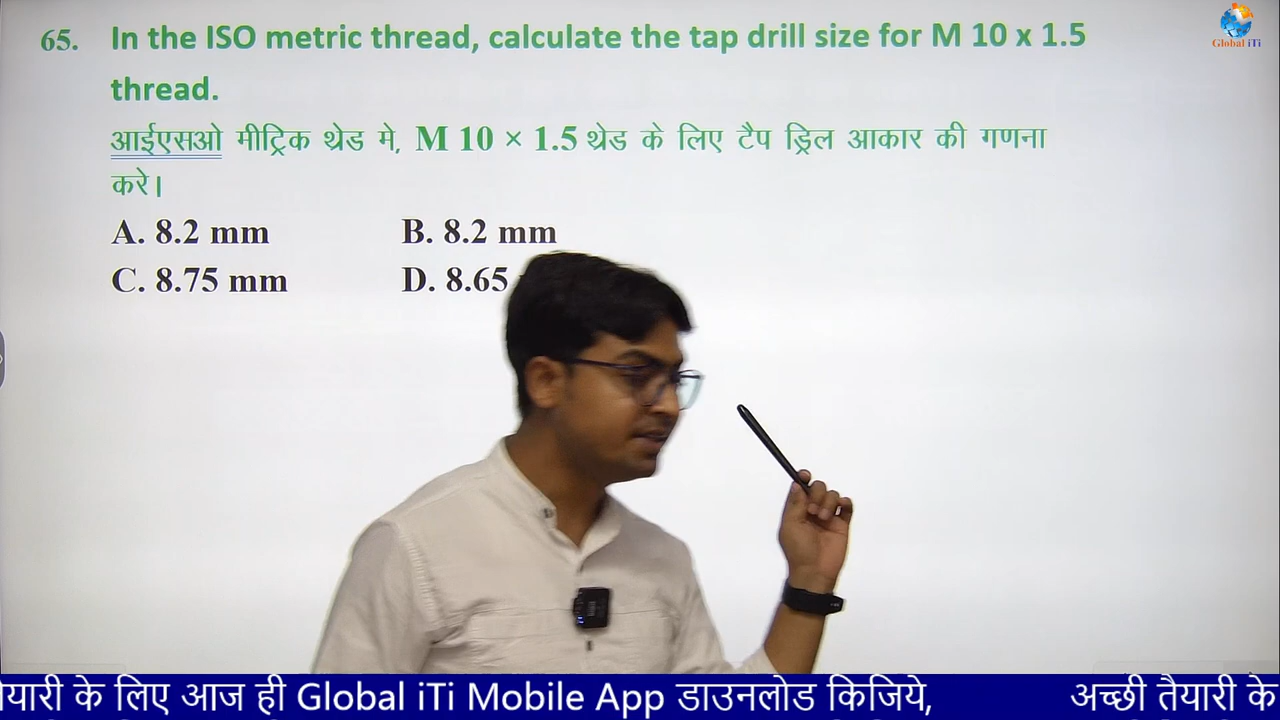 65. In the ISO metric thread, calculate the tap drill size for M 10 x 1.5
thread.
आईएसओ मीट्रिक थ्रेड मे, M 10 × 1.5 थ्रेड के लिए टैप ड्रिल आकार की गणना
करे।
A. 8.2 mm B. 8.2 mm
C. 8.75 mm D. 8.65
Global iTi
यारी के लिए आज ही Global iTi Mobile App डाउनलोड किजिये, अच्छी तैयारी के